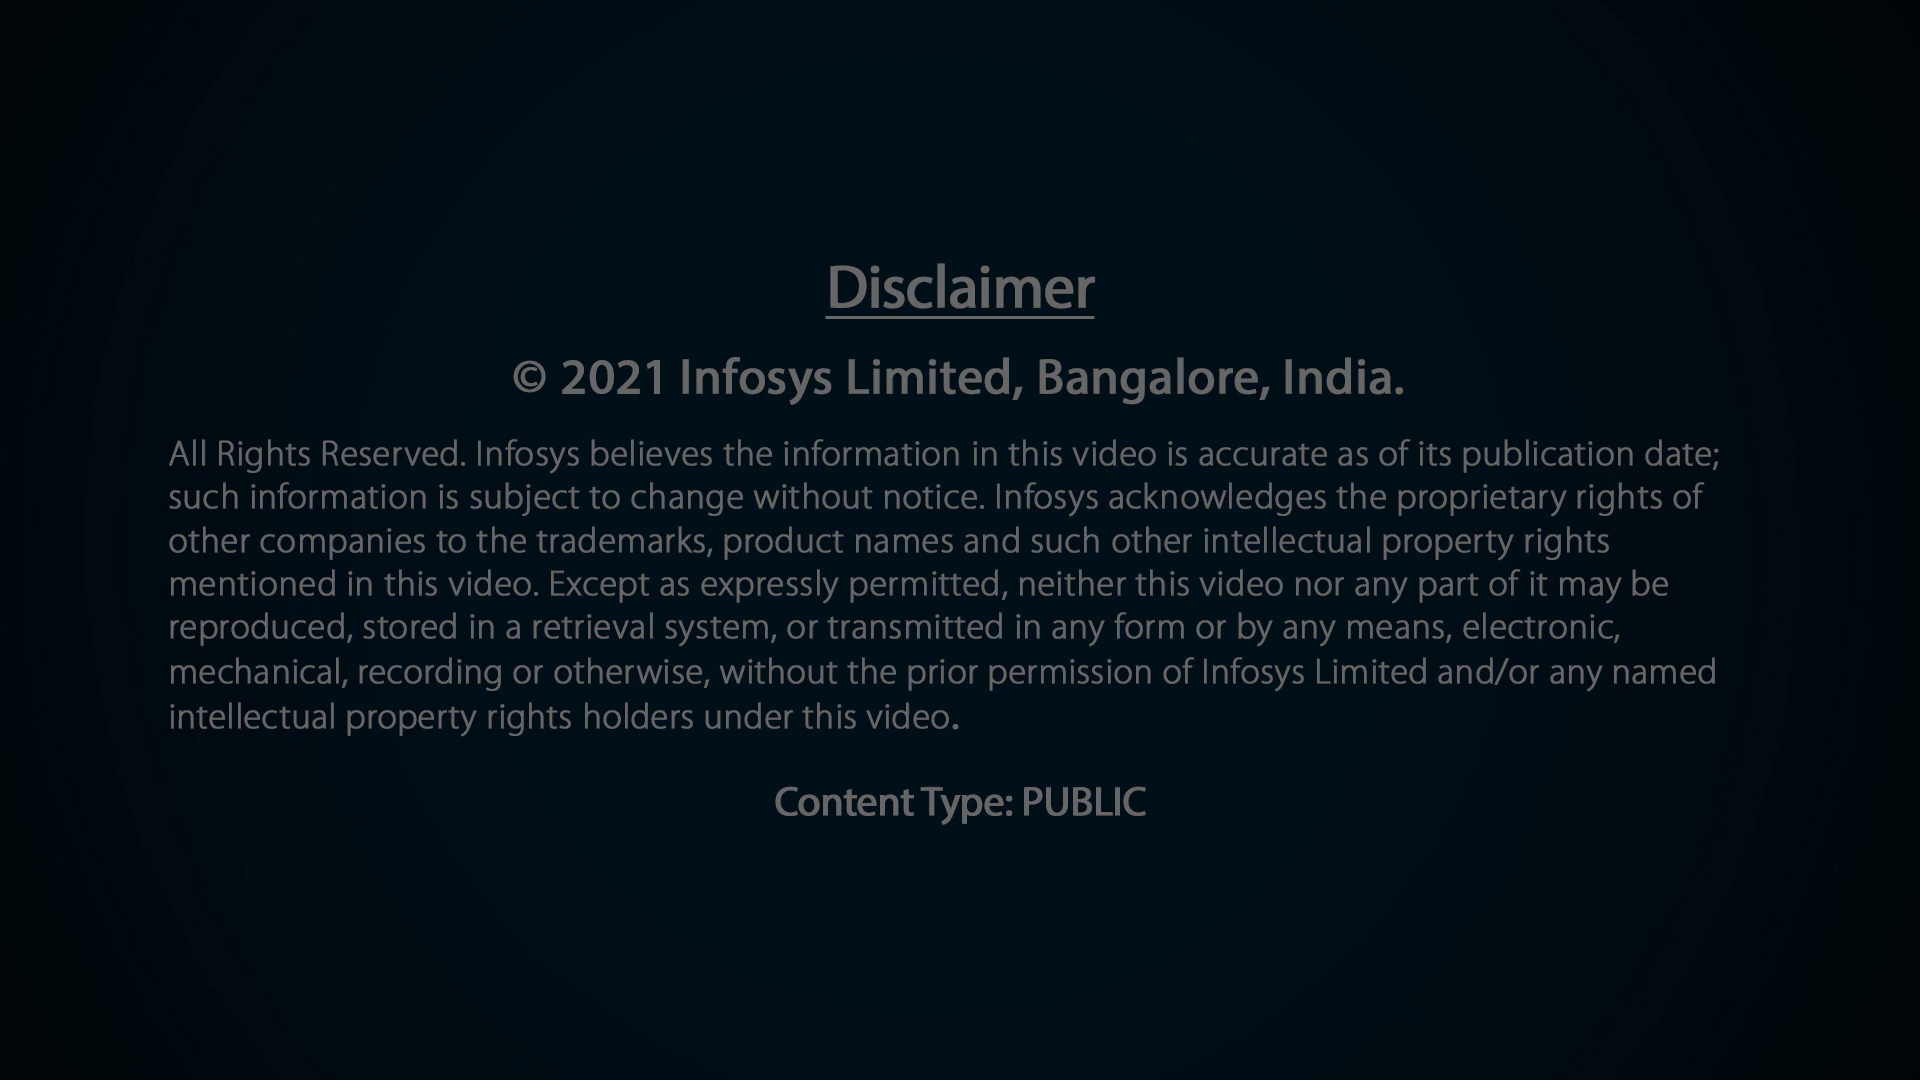 Disclaimer
© 2021 Infosys Limited, Bangalore, India.
All Rights Reserved. Infosys believes the information in this video is accurate as of its publication date;
such information is subject to change without notice. Infosys acknowledges the proprietary rights of
other companies to the trademarks, product names and such other intellectual property rights
mentioned in this video. Except as expressly permitted, neither this video nor any part of it may be
reproduced, stored in a retrieval system, or transmitted in any form or by any means, electronic,
mechanical, recording or otherwise, without the prior permission of Infosys Limited and/or any named
intellectual property rights holders under this video.
Content Type: PUBLIC